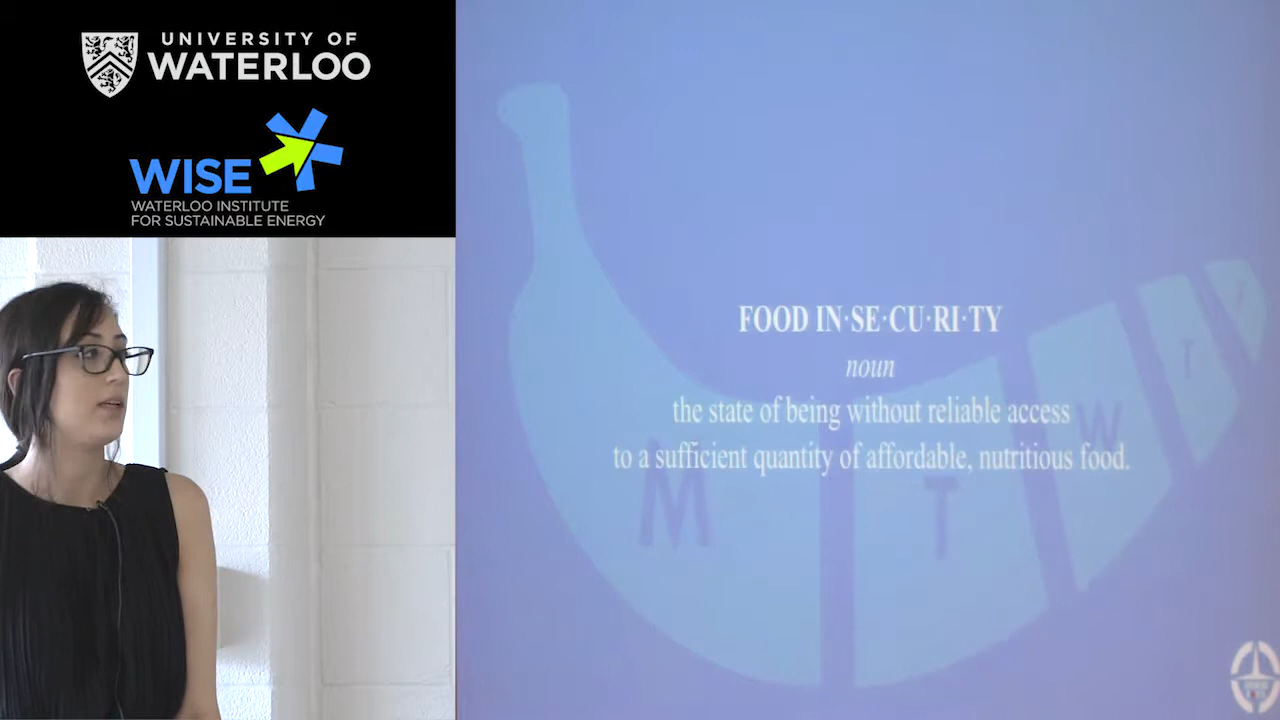 UNIVERSITY OF
WATERLOO
WISE
WATERLOO INSTITUTE
FOR SUSTAINABLE ENERGY
FOOD IN·SE·CU·RI·TY
noun
the state of being without reliable access
to a sufficient quantity of affordable, nutritious food.
M
T
W
T